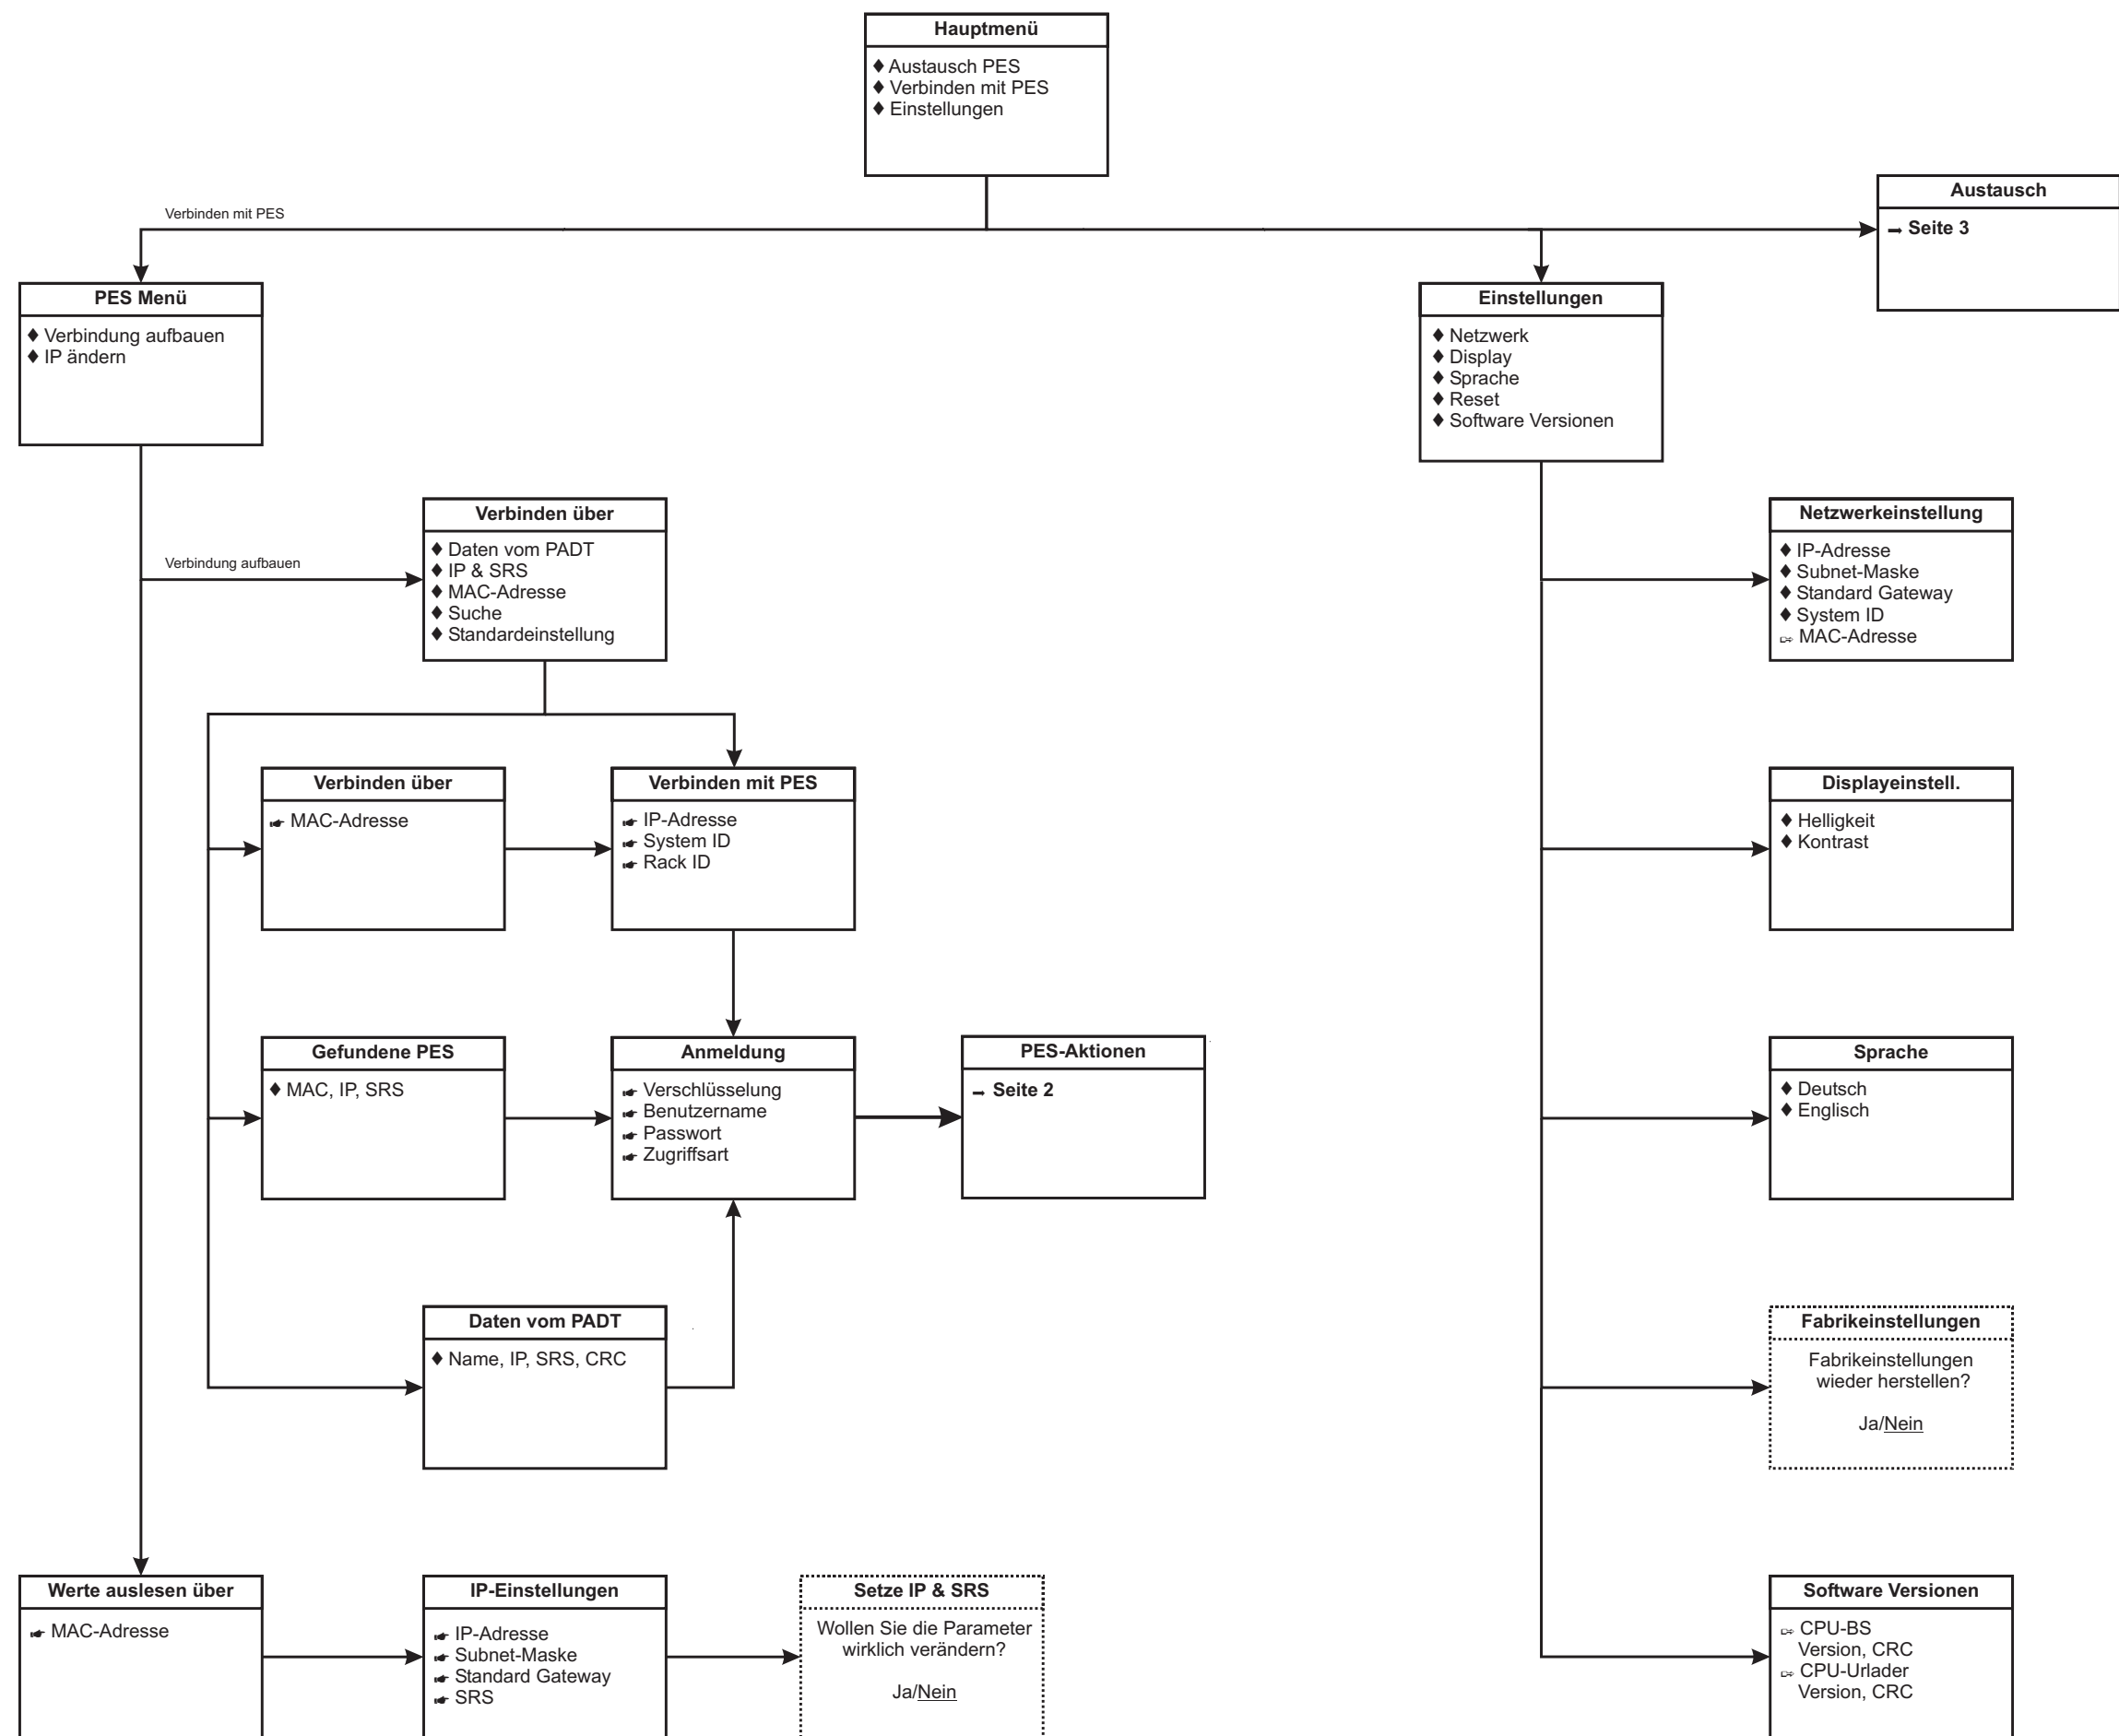 Hauptmenü
♦ Austausch PES
♦ Verbinden mit PES
♦ Einstellungen
Austausch
➞ Seite 3
Verbinden mit PES
PES Menü
♦ Verbindung aufbauen
♦ IP ändern
Einstellungen
♦ Netzwerk
♦ Display
♦ Sprache
♦ Reset
♦ Software Versionen
Verbindung aufbauen
Verbinden über
♦ Daten vom PADT
♦ IP & SRS
♦ MAC-Adresse
♦ Suche
♦ Standardeinstellung
Netzwerkeinstellung
♦ IP-Adresse
♦ Subnet-Maske
♦ Standard Gateway
♦ System ID
➯ MAC-Adresse
Verbinden über
☛ MAC-Adresse
Verbinden mit PES
☛ IP-Adresse
☛ System ID
☛ Rack ID
Displayeinstell.
♦ Helligkeit
♦ Kontrast
Gefundene PES
♦ MAC, IP, SRS
Anmeldung
☛ Verschlüsselung
☛ Benutzername
☛ Passwort
☛ Zugriffsart
PES-Aktionen
➞ Seite 2
Sprache
♦ Deutsch
♦ Englisch
Daten vom PADT
♦ Name, IP, SRS, CRC
Fabrikeinstellungen
Fabrikeinstellungen
wieder herstellen?
Ja/Nein
Werte auslesen über
☛ MAC-Adresse
IP-Einstellungen
☛ IP-Adresse
☛ Subnet-Maske
☛ Standard Gateway
☛ SRS
Setze IP & SRS
Wollen Sie die Parameter
wirklich verändern?
Ja/Nein
Software Versionen
➯ CPU-BS
Version, CRC
➯ CPU-Urlader
Version, CRC